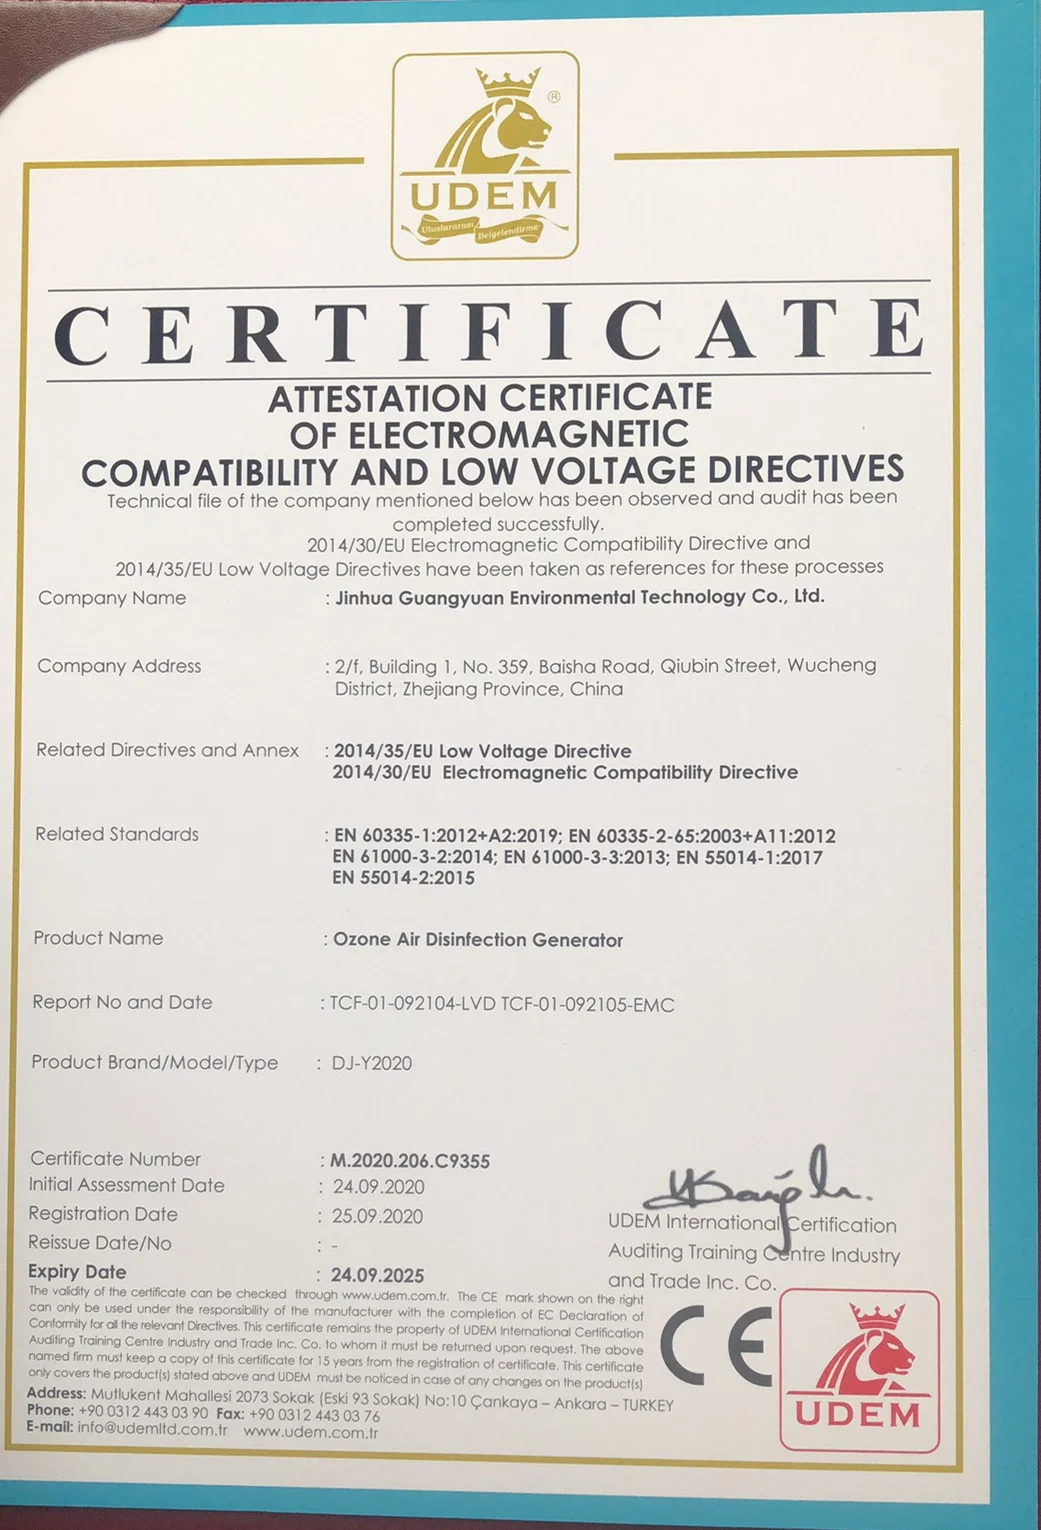 ®
UDEM
Uluslararası Belgelendirme
CERTIFICATE
ATTESTATION CERTIFICATE
OF ELECTROMAGNETIC
COMPATIBILITY AND LOW VOLTAGE DIRECTIVES
Technical file of the company mentioned below has been observed and audit has been
completed successfully.
2014/30/EU Electromagnetic Compatibility Directive and
2014/35/EU Low Voltage Directives have been taken as references for these processes
Company Name : Jinhua Guangyuan Environmental Technology Co., Ltd.
Company Address : 2/f, Building 1, No. 359, Baisha Road, Qiubin Street, Wucheng
District, Zhejiang Province, China
Related Directives and Annex : 2014/35/EU Low Voltage Directive
2014/30/EU Electromagnetic Compatibility Directive
Related Standards : EN 60335-1:2012+A2:2019; EN 60335-2-65:2003+A11:2012
EN 61000-3-2:2014; EN 61000-3-3:2013; EN 55014-1:2017
EN 55014-2:2015
Product Name : Ozone Air Disinfection Generator
Report No and Date : TCF-01-092104-LVD TCF-01-092105-EMC
Product Brand/Model/Type : DJ-Y2020
Certificate Number : M.2020.206.C9355
Initial Assessment Date : 24.09.2020
Registration Date : 25.09.2020
Reissue Date/No : -
Expiry Date : 24.09.2025
UDEM International Certification
Auditing Training Centre Industry
and Trade Inc. Co.
The validity of the certificate can be checked through www.udem.com.tr. The CE mark shown on the right
can only be used under the responsibility of the manufacturer with the completion of EC Declaration of
Conformity for all the relevant Directives. This certificate remains the property of UDEM International Certification
Auditing Training Centre Industry and Trade Inc. Co. to whom it must be returned upon request. The above
named firm must keep a copy of this certificate for 15 years from the registration of certificate. This certificate
only covers the product(s) stated above and UDEM must be noticed in case of any changes on the product(s)
Address: Mutlukent Mahallesi 2073 Sokak (Eski 93 Sokak) No:10 Çankaya – Ankara – TURKEY
Phone: +90 0312 443 03 90 Fax: +90 0312 443 03 76
E-mail: info@udemltd.com.tr www.udem.com.tr
CE
UDEM